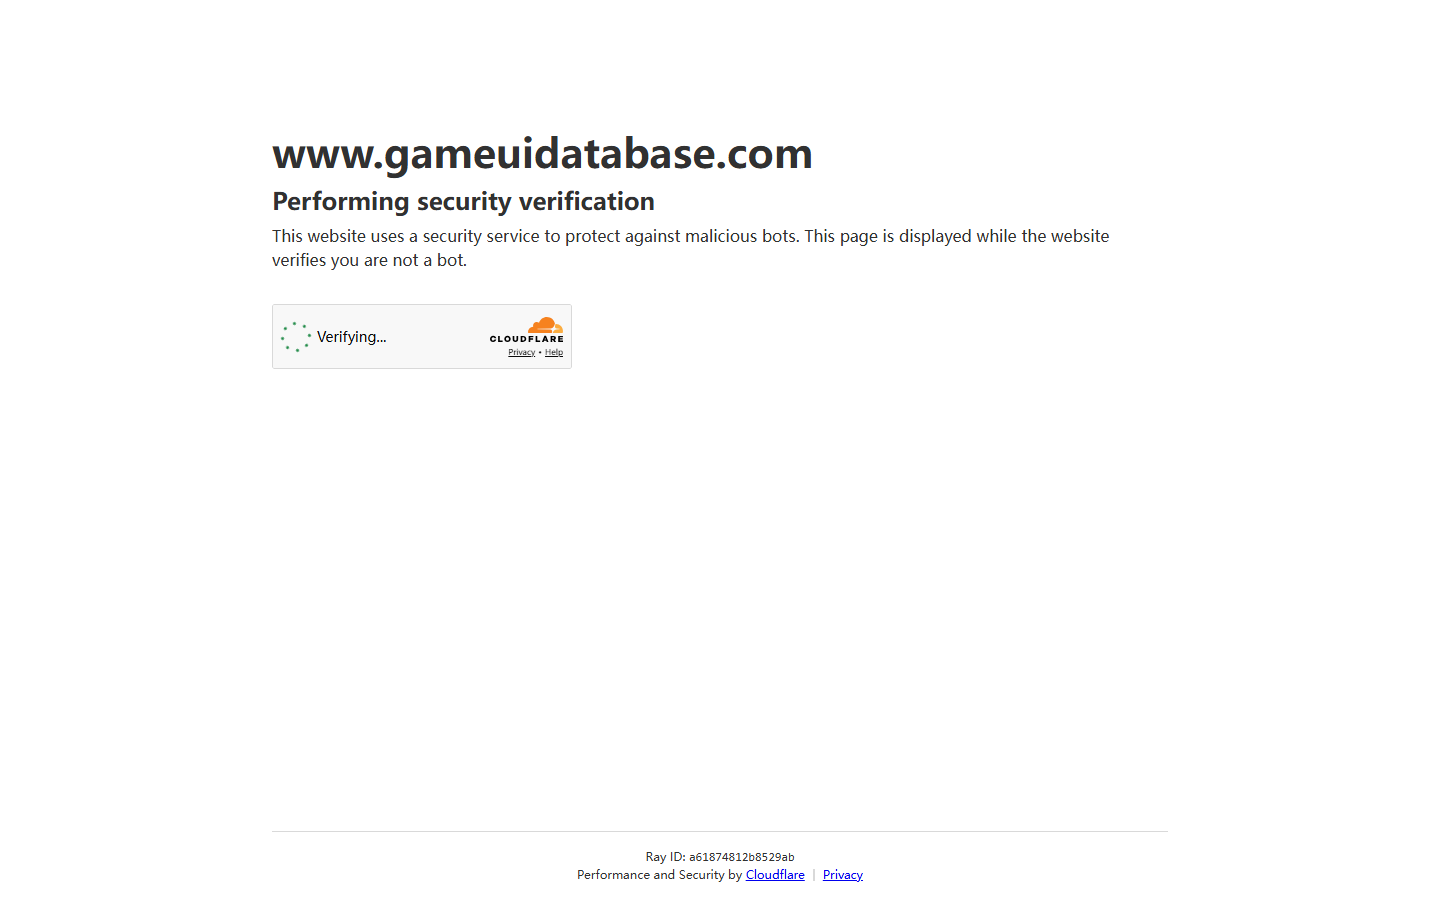 www.gameuidatabase.com
Performing security verification
This website uses a security service to protect against malicious bots. This page is displayed while the website
verifies you are not a bot.
Verifying...
CLOUDFLARE
Privacy • Help
Ray ID: a61874812b8529ab
Performance and Security by Cloudflare | Privacy